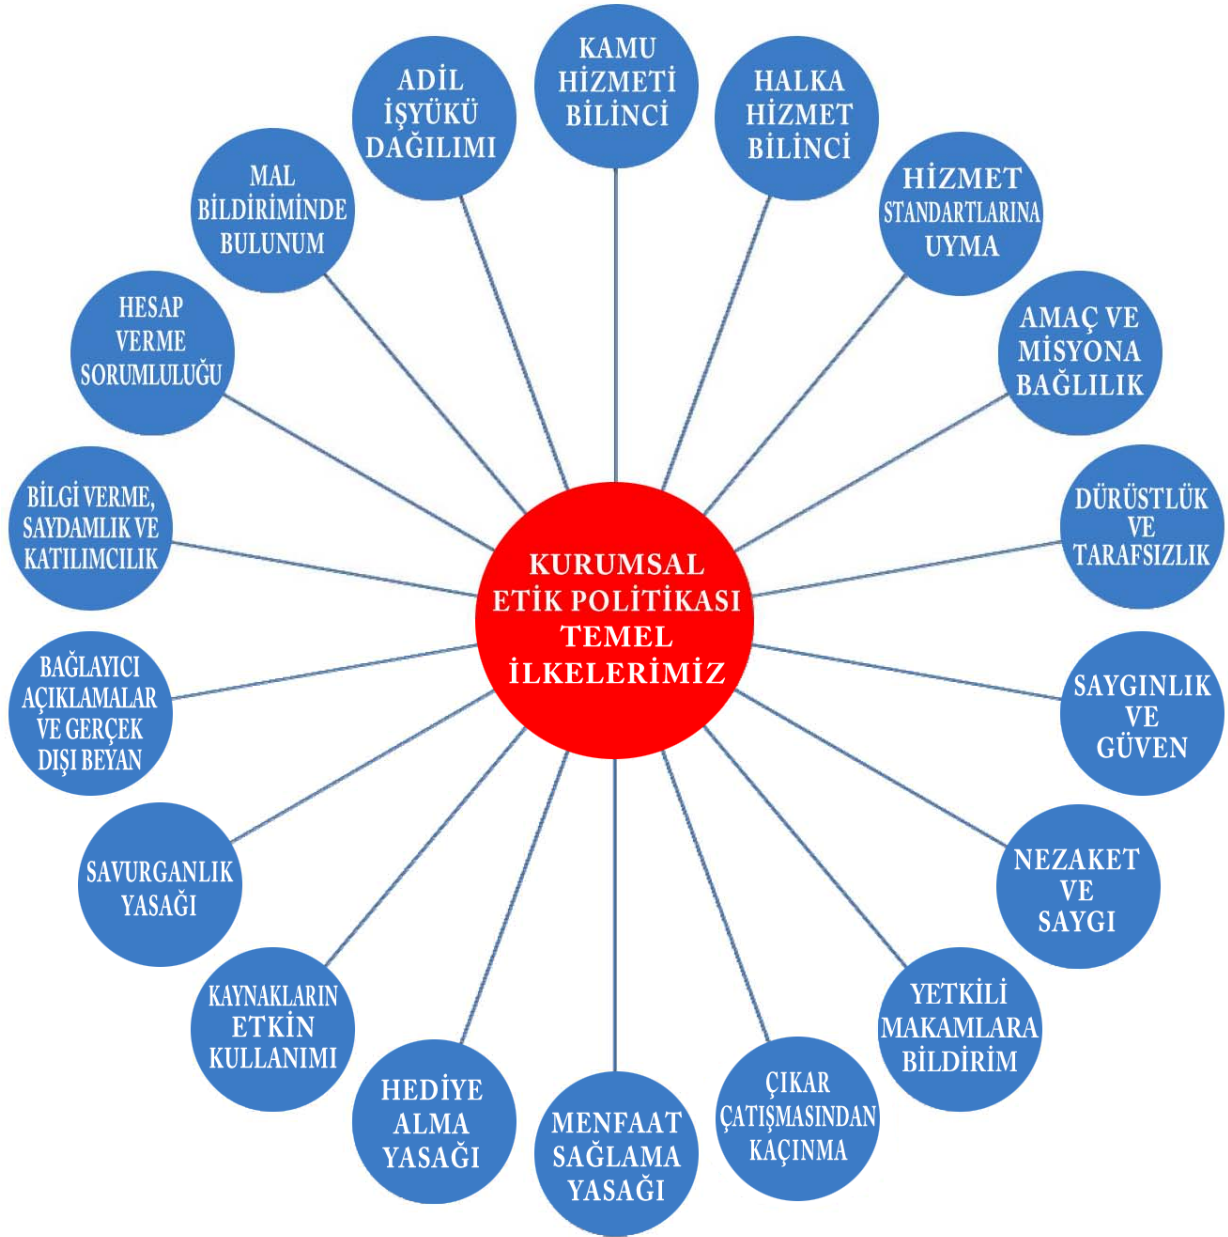 KURUMSAL
ETİK POLİTİKASI
TEMEL
İLKELERİMİZ
KAMU
HİZMETİ
BİLİNCİ
HALKA
HİZMET
BİLİNCİ
HİZMET
STANDARTLARINA
UYMA
AMAÇ VE
MİSYONA
BAĞLILIK
DÜRÜSTLÜK
VE
TARAFSIZLIK
SAYGINLIK
VE
GÜVEN
NEZAKET
VE
SAYGI
YETKİLİ
MAKAMLARA
BİLDİRİM
ÇIKAR
ÇATIŞMASINDAN
KAÇINMA
MENFAAT
SAĞLAMA
YASAĞI
HEDİYE
ALMA
YASAĞI
KAYNAKLARIN
ETKİN
KULLANIMI
SAVURGANLIK
YASAĞI
BAĞLAYICI
AÇIKLAMALAR
VE GERÇEK
DIŞI BEYAN
BİLGİ VERME,
SAYDAMLIK VE
KATILIMCILIK
HESAP
VERME
SORUMLULUĞU
MAL
BİLDİRİMİNDE
BULUNUM
ADİL
İŞYÜKÜ
DAĞILIMI